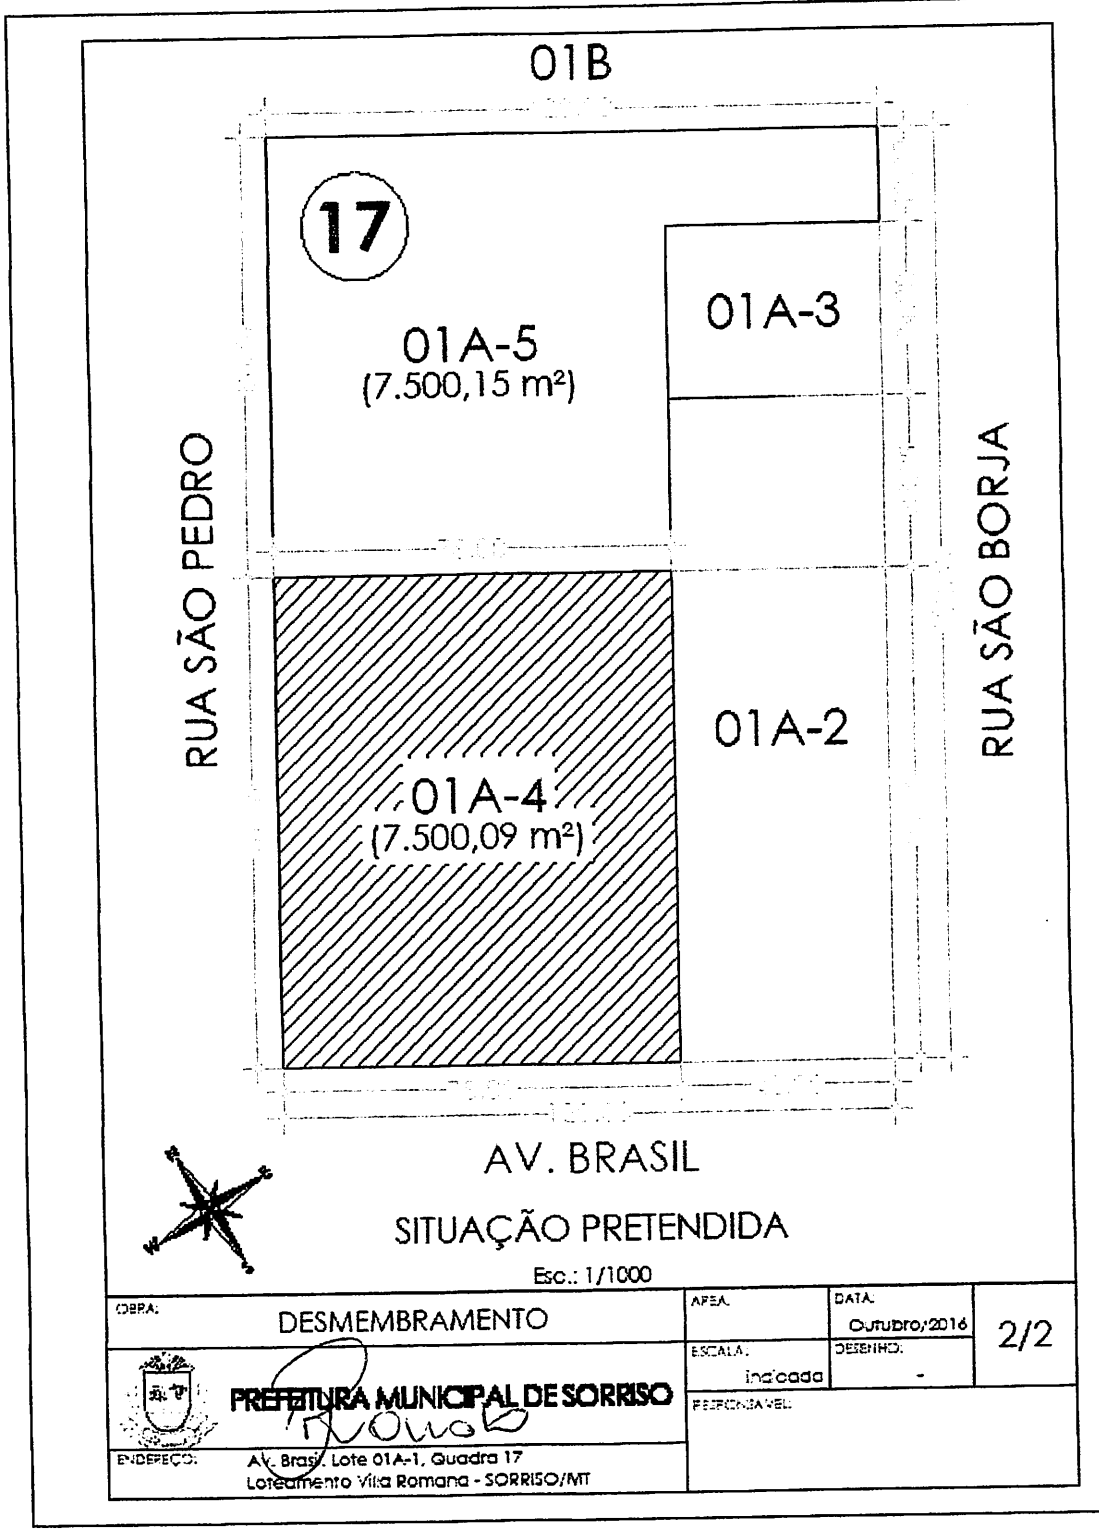 01B
17
01A-3
01A-5
(7.500,15 m²)
RUA SÃO PEDRO
RUA SÃO BORJA
01A-2
01A-4
(7.500,09 m²)
AV. BRASIL
SITUAÇÃO PRETENDIDA
Esc.: 1/1000
OBRA:
DESMEMBRAMENTO
AREA:
DATA:
Outubro/2016
2/2
ESCALA:
Indicada
DESENHO:
-
PREFEITURA MUNICIPAL DE SORRISO
RESPONSAVEL:
ENDEREÇO:
AV. Brasil, Lote 01A-1, Quadra 17
Loteamento Villa Romana - SORRISO/MT